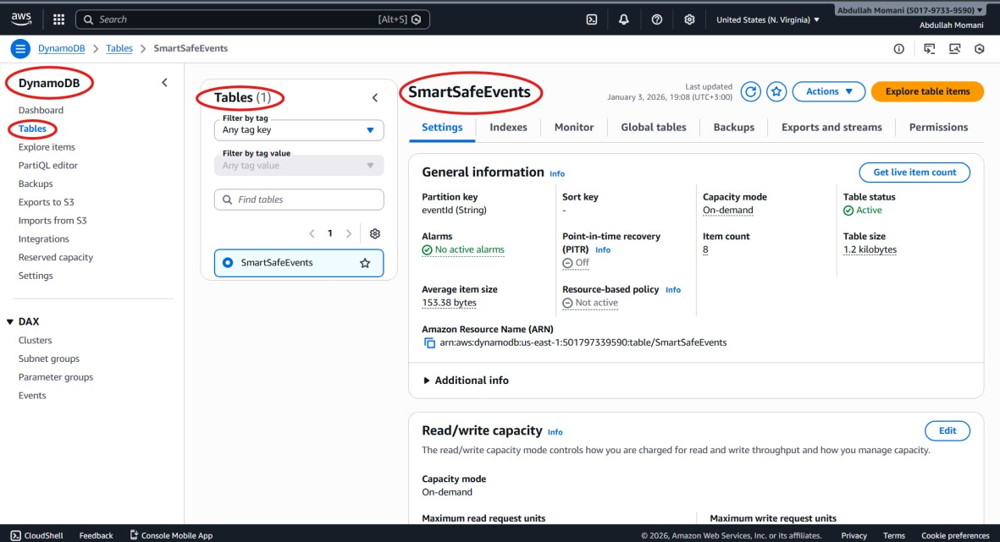 aws
Search [Alt+S]
United States (N. Virginia)
Abdullah Momani (5017-9733-9590)
Abdullah Momani
DynamoDB
Tables
SmartSafeEvents
DynamoDB
Dashboard
Tables
Explore items
PartiQL editor
Backups
Exports to S3
Imports from S3
Integrations
Reserved capacity
Settings
DAX
Clusters
Subnet groups
Parameter groups
Events
Tables (1)
Filter by tag
Any tag key
Filter by tag value
Any tag value
Find tables
1
SmartSafeEvents
SmartSafeEvents
Last updated
January 3, 2026, 19:08 (UTC+3:00)
Actions
Explore table items
Settings
Indexes
Monitor
Global tables
Backups
Exports and streams
Permissions
General information Info
Get live item count
Partition key
eventId (String)
Sort key
-
Capacity mode
On-demand
Table status
Active
Alarms
No active alarms
Point-in-time recovery
(PITR) Info
Off
Item count
8
Table size
1.2 kilobytes
Average item size
153.38 bytes
Resource-based policy Info
Not active
Amazon Resource Name (ARN)
arn:aws:dynamodb:us-east-1:501797339590:table/SmartSafeEvents
Additional info
Read/write capacity Info
Edit
The read/write capacity mode controls how you are charged for read and write throughput and how you manage capacity.
Capacity mode
On-demand
Maximum read request units
Maximum write request units
CloudShell
Feedback
Console Mobile App
© 2026, Amazon Web Services, Inc. or its affiliates.
Privacy
Terms
Cookie preferences